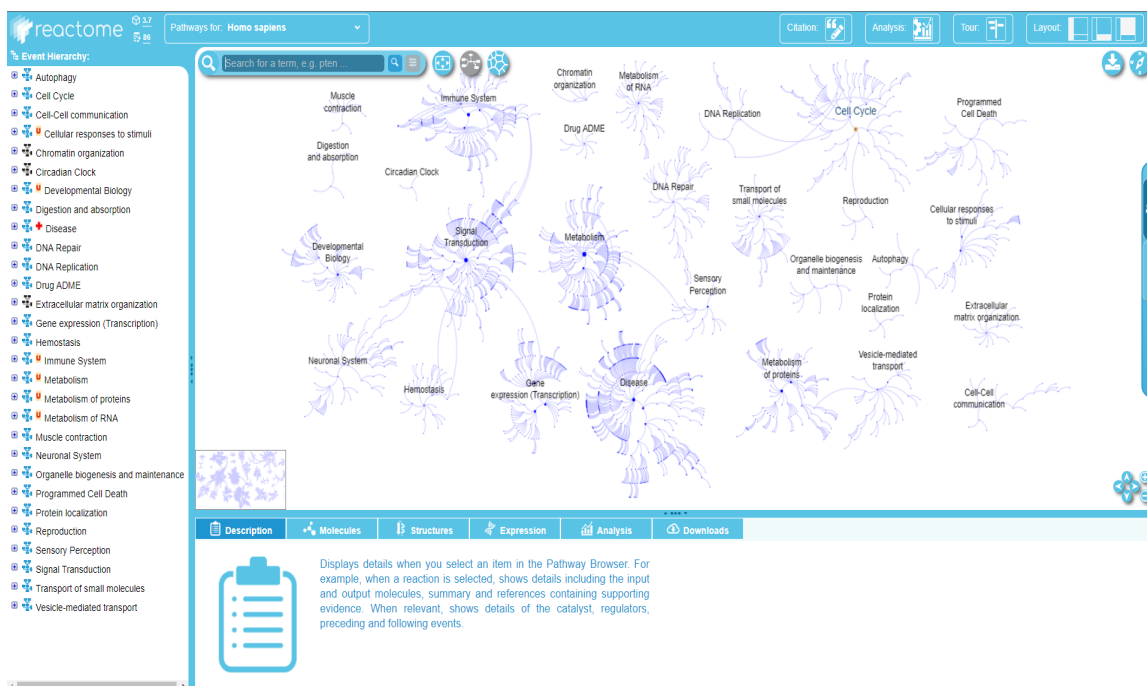 reactome
3.7
86
Pathways for: Homo sapiens
Citation:
Analysis:
Tour:
Layout:
Event Hierarchy:
Autophagy
Cell Cycle
Cell-Cell communication
U Cellular responses to stimuli
Chromatin organization
Circadian Clock
U Developmental Biology
Digestion and absorption
Disease
DNA Repair
DNA Replication
Drug ADME
Extracellular matrix organization
Gene expression (Transcription)
Hemostasis
U Immune System
U Metabolism
U Metabolism of proteins
U Metabolism of RNA
Muscle contraction
Neuronal System
Organelle biogenesis and maintenance
Programmed Cell Death
Protein localization
Reproduction
Sensory Perception
Signal Transduction
Transport of small molecules
Vesicle-mediated transport
Search for a term, e.g. pten ...
Muscle
contraction
Immune System
Chromatin
organization
Metabolism
of RNA
DNA Replication
Cell Cycle
Programmed
Cell Death
Digestion
and absorption
Drug ADME
Circadian Clock
DNA Repair
Transport of
small molecules
Reproduction
Cellular responses
to stimuli
Developmental
Biology
Signal
Transduction
Metabolism
Sensory
Perception
Organelle biogenesis
and maintenance
Autophagy
Protein
localization
Extracellular
matrix organization
Neuronal System
Hemostasis
Gene
expression (Transcription)
Disease
Metabolism
of proteins
Vesicle-mediated
transport
Cell-Cell
communication
Description
Molecules
Structures
Expression
Analysis
Downloads
Displays details when you select an item in the Pathway Browser. For
example, when a reaction is selected, shows details including the input
and output molecules, summary and references containing supporting
evidence. When relevant, shows details of the catalyst, regulators,
preceding and following events.